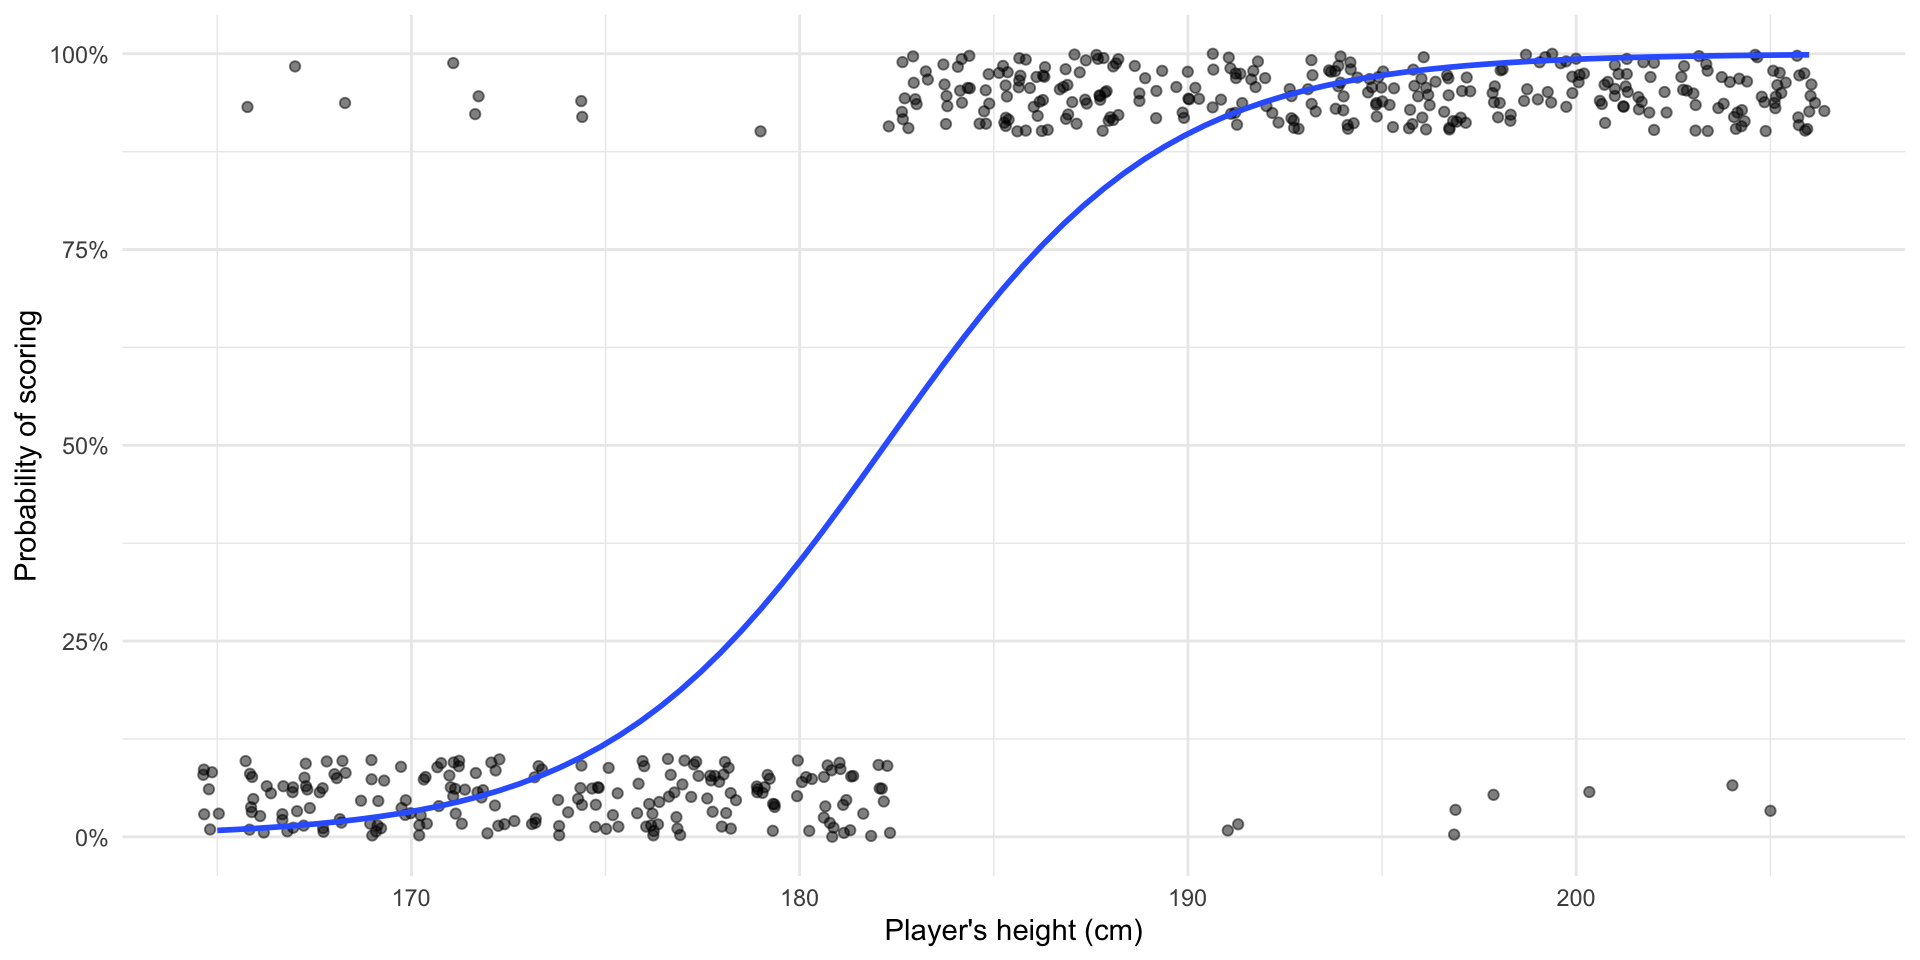 100%
75%
50%
25%
0%
Probability of scoring
170 180 190 200
Player's height (cm)